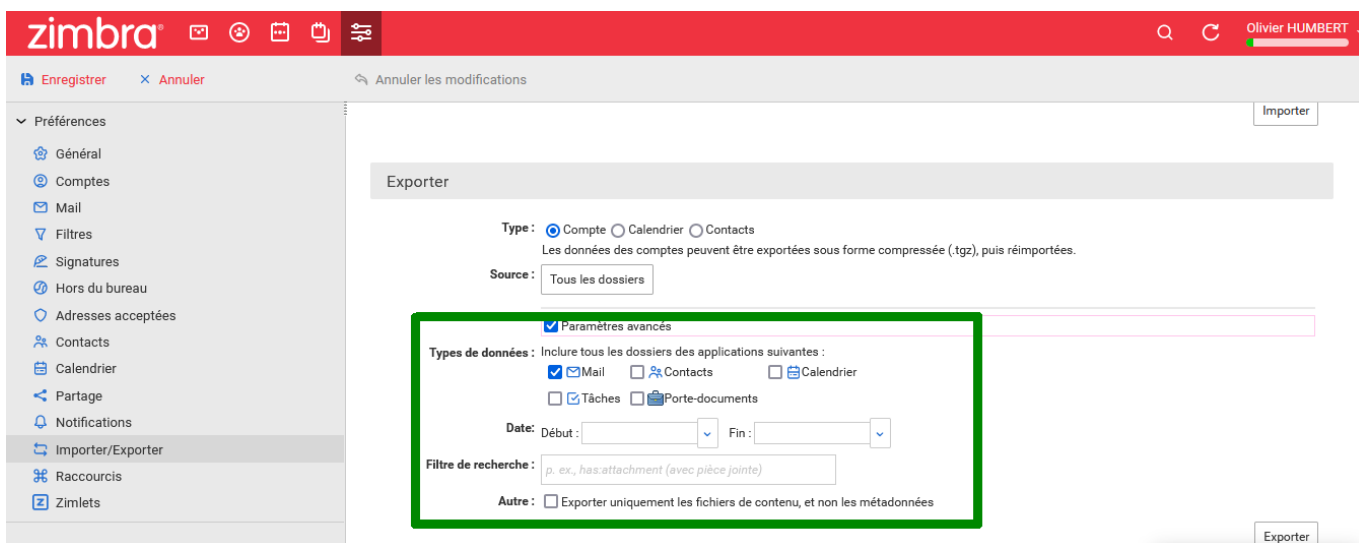 zimbra
Olivier HUMBERT
Enregistrer
Annuler
Annuler les modifications
Préférences
Général
Comptes
Mail
Filtres
Signatures
Hors du bureau
Adresses acceptées
Contacts
Calendrier
Partage
Notifications
Importer/Exporter
Raccourcis
Zimlets
Importer
Exporter
Type : Compte Calendrier Contacts
Les données des comptes peuvent être exportées sous forme compressée (.tgz), puis réimportées.
Source : Tous les dossiers
Paramètres avancés
Types de données : Inclure tous les dossiers des applications suivantes :
Mail Contacts Calendrier
Tâches Porte-documents
Date: Début : Fin :
Filtre de recherche : p. ex., has:attachment (avec pièce jointe)
Autre : Exporter uniquement les fichiers de contenu, et non les métadonnées
Exporter